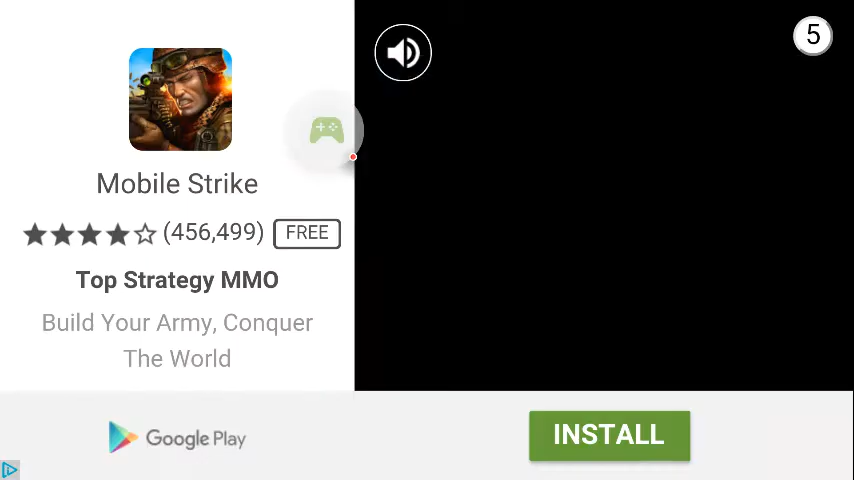 5
Mobile Strike
(456,499) FREE
Top Strategy MMO
Build Your Army, Conquer
The World
Google Play
INSTALL